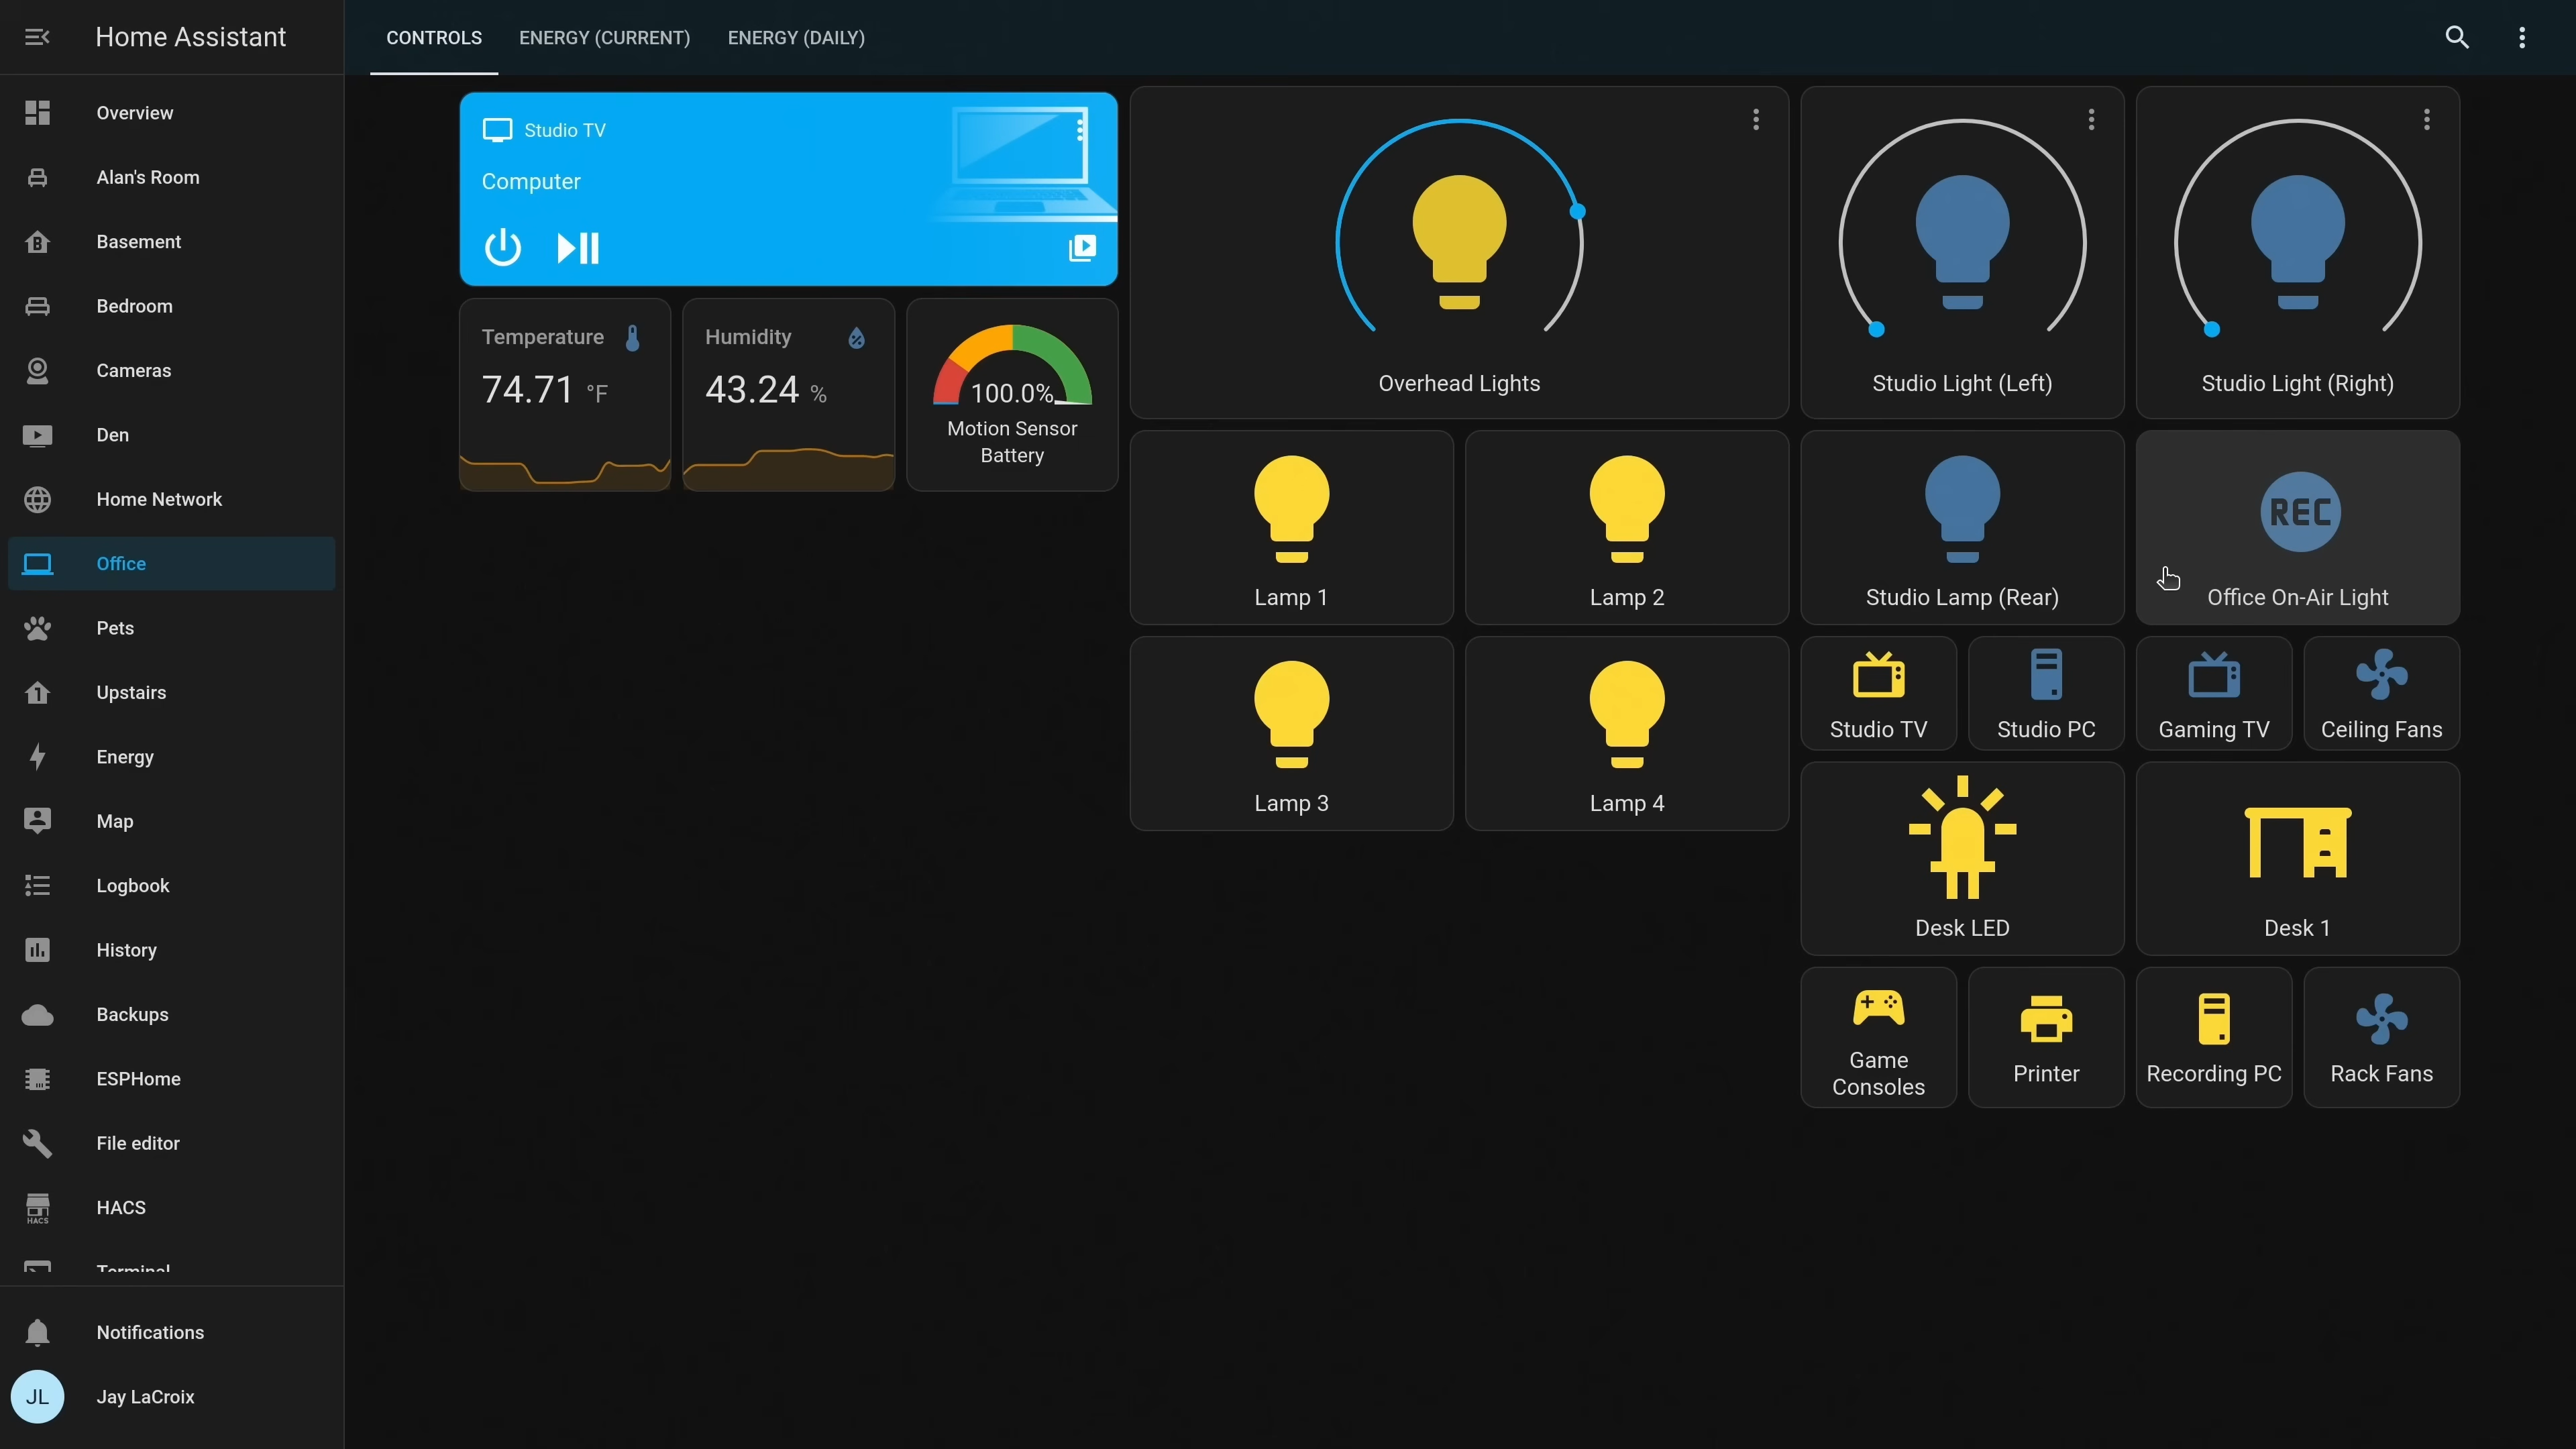 Home Assistant
CONTROLS
ENERGY (CURRENT)
ENERGY (DAILY)
Overview
Alan's Room
Basement
Bedroom
Cameras
Den
Home Network
Office
Pets
Upstairs
Energy
Map
Logbook
History
Backups
ESPHome
File editor
HACS
HACS
Terminal
Notifications
JL
Jay LaCroix
Studio TV
Computer
Temperature
74.71 °F
Humidity
43.24 %
100.0%
Motion Sensor
Battery
Overhead Lights
Studio Light (Left)
Studio Light (Right)
Lamp 1
Lamp 2
Studio Lamp (Rear)
REC
Office On-Air Light
Lamp 3
Lamp 4
Studio TV
Studio PC
Gaming TV
Ceiling Fans
Desk LED
Desk 1
Game
Consoles
Printer
Recording PC
Rack Fans